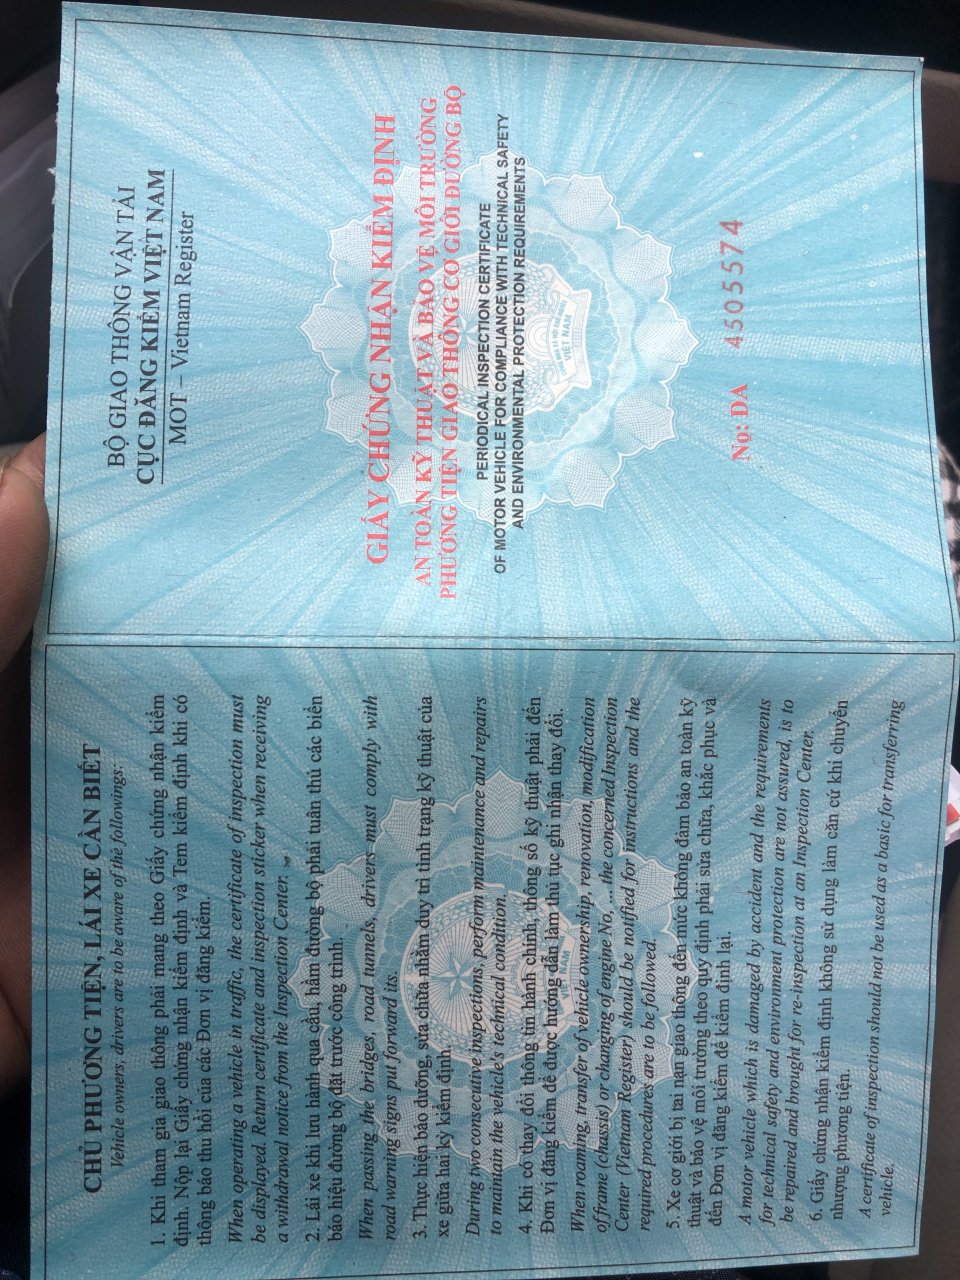 BỘ GIAO THÔNG VẬN TẢI
CỤC ĐĂNG KIỂM VIỆT NAM
MOT – Vietnam Register
GIẤY CHỨNG NHẬN KIỂM ĐỊNH
AN TOÀN KỸ THUẬT VÀ BẢO VỆ MÔI TRƯỜNG
PHƯƠNG TIỆN GIAO THÔNG CƠ GIỚI ĐƯỜNG BỘ
PERIODICAL INSPECTION CERTIFICATE
OF MOTOR VEHICLE FOR COMPLIANCE WITH TECHNICAL SAFETY
AND ENVIRONMENTAL PROTECTION REQUIREMENTS
VIỆT NAM
Nọ: ĐA 4505574
CHỦ PHƯƠNG TIỆN, LÁI XE CẦN BIẾT
Vehicle owners, drivers are to be aware of the followings:
1. Khi tham gia giao thông phải mang theo Giấy chứng nhận kiểm
định. Nộp lại Giấy chứng nhận kiểm định và Tem kiểm định khi có
thông báo thu hồi của các Đơn vị đăng kiểm.
When operating a vehicle in traffic, the certificate of inspection must
be displayed. Return certificate and inspection sticker when receiving
a withdrawal notice from the Inspection Center.
2. Lái xe khi lưu hành qua cầu, hầm đường bộ phải tuân thủ các biển
báo hiệu đường bộ đặt trước công trình.
When passing the bridges, road tunnels, drivers must comply with
road warning signs put forward its.
3. Thực hiện bảo dưỡng, sửa chữa nhằm duy trì tình trạng kỹ thuật của
xe giữa hai kỳ kiểm định.
During two consecutive inspections, perform maintenance and repairs
to maintain the vehicle's technical condition.
4. Khi có thay đổi thông tin hành chính, thông số kỹ thuật phải đến
Đơn vị đăng kiểm để được hướng dẫn làm thủ tục ghi nhận thay đổi.
When roaming, transfer of vehicle ownership, renovation, modification
of frame (chassis) or changing of engine No, ....the concerned Inspection
Center (Vietnam Register) should be notified for instructions and the
required procedures are to be followed.
5. Xe cơ giới bị tai nạn giao thông đến mức không đảm bảo an toàn kỹ
thuật và bảo vệ môi trường theo quy định phải sửa chữa, khắc phục và
đến Đơn vị đăng kiểm để kiểm định lại.
A motor vehicle which is damaged by accident and the requirements
for technical safety and environment protection are not assured, is to
be repaired and brought for re-inspection at an Inspection Center.
6. Giấy chứng nhận kiểm định không sử dụng làm căn cứ khi chuyển
nhượng phương tiện.
A certificate of inspection should not be used as a basic for transferring
vehicle.
VIỆT NAM